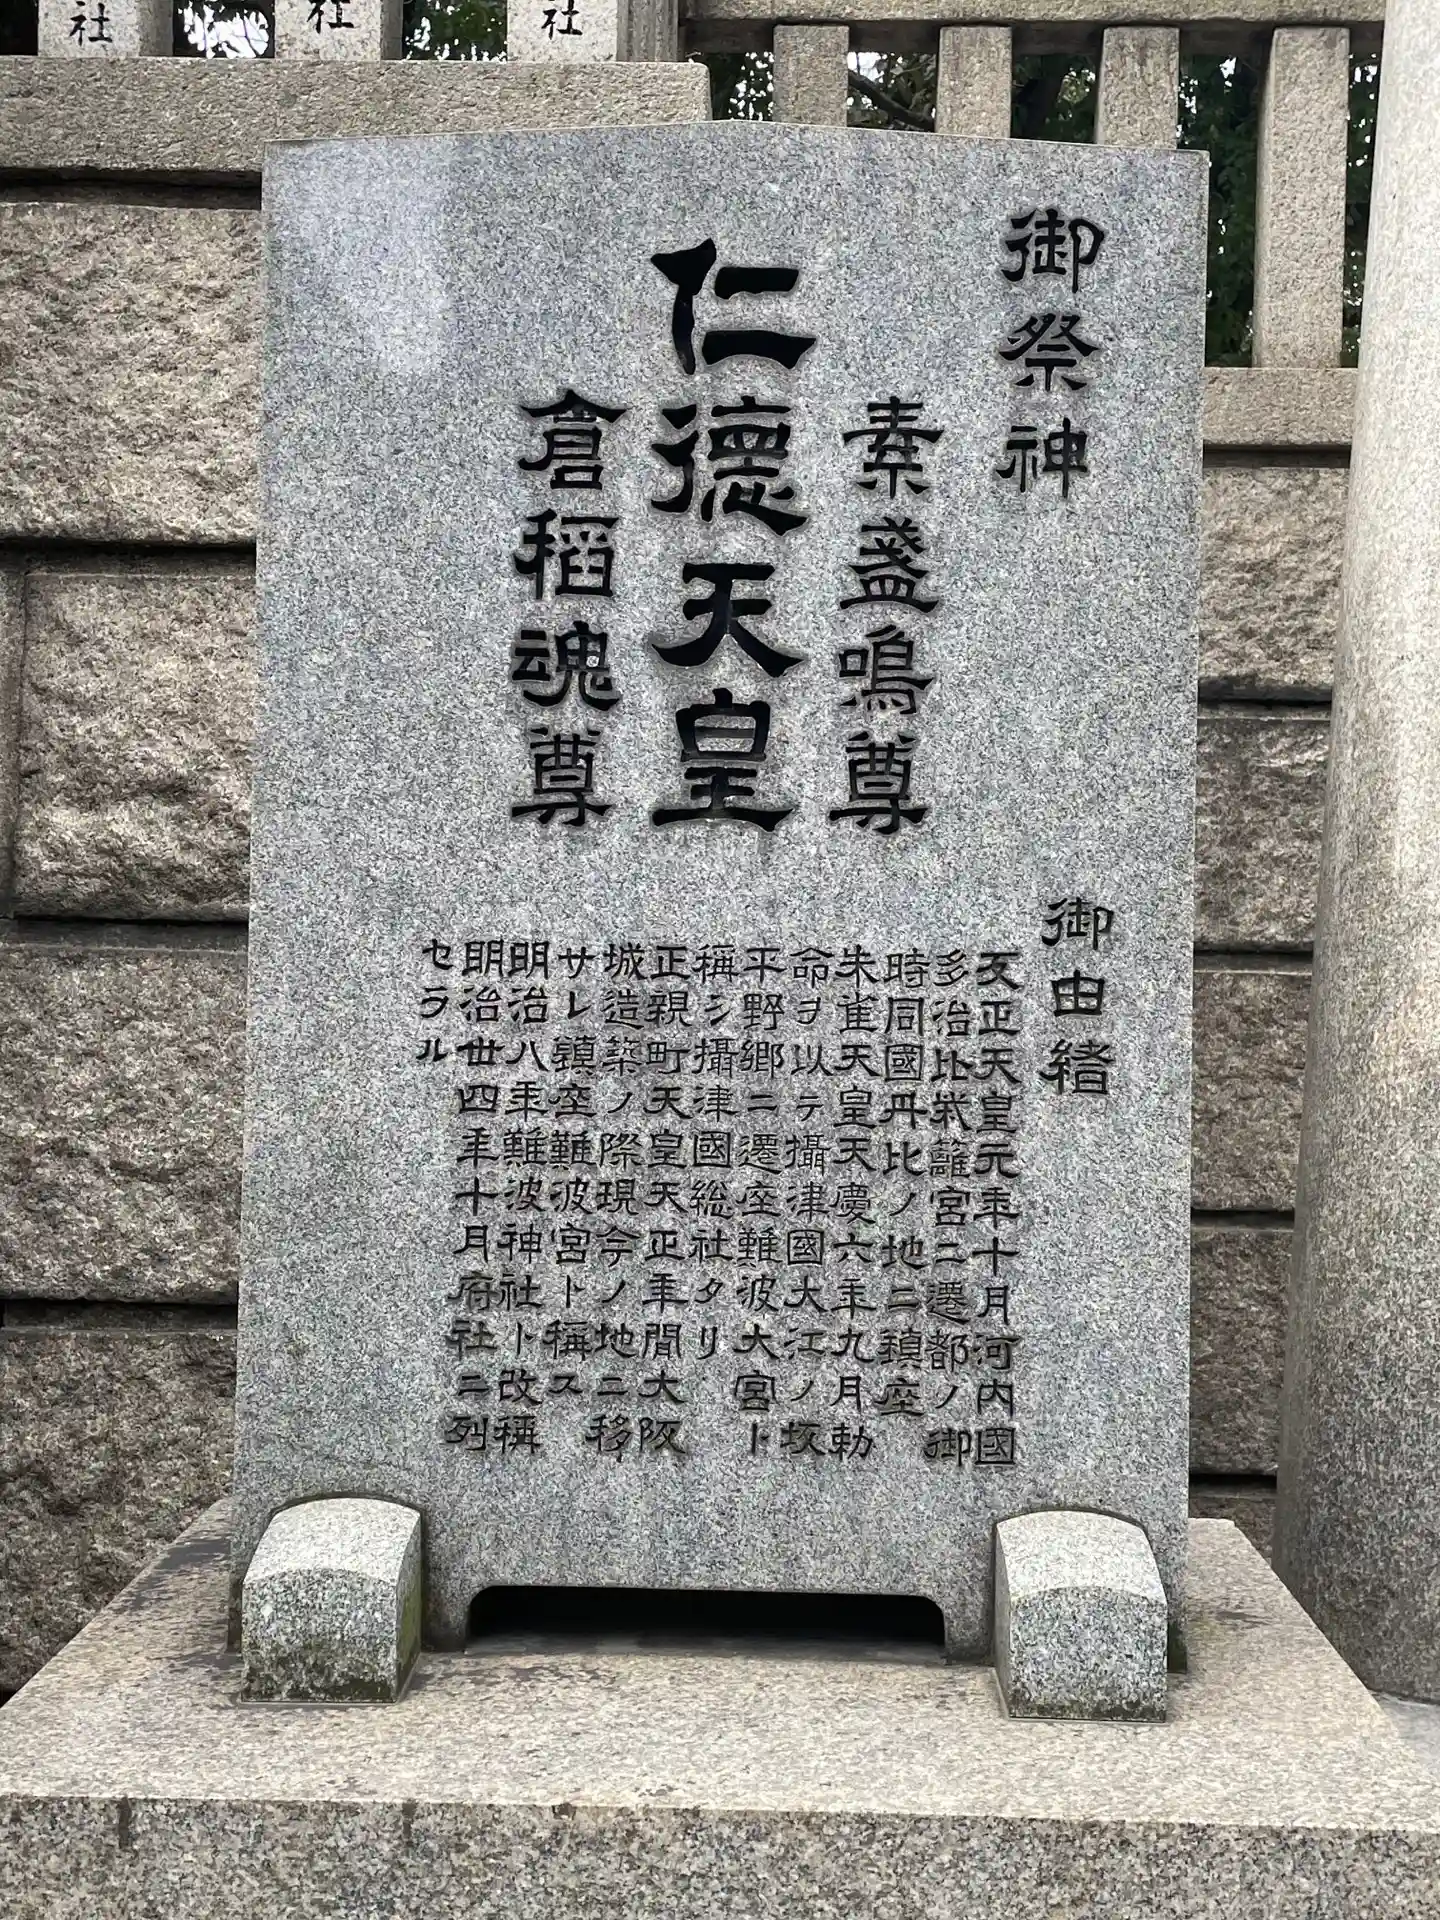 社
社
社
御祭神
素盞鳴尊
仁德天皇
倉稲魂尊
御由緒
反正天皇元年十月河内國
多治比柴籬宮ニ遷都ノ御
時同國丹比ノ地ニ鎮座
朱雀天皇天慶六年九月勅
命ヲ以テ攝津國大江ノ坂
平野郷ニ遷座難波大宮ト
稱シ攝津國総社タリ
正親町天皇天正年間大阪
城造築ノ際現今ノ地ニ移
サレ鎮座難波宮ト稱ス
明治八年難波神社ト改稱
明治丗四年十月府社ニ列
セラル